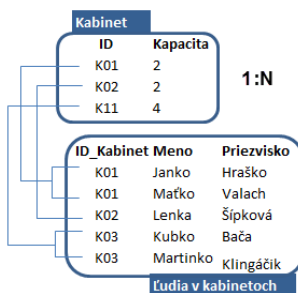 Kabinet
ID Kapacita
K01 2
K02 2
K11 4
1:N
ID_Kabinet Meno Priezvisko
K01 Janko Hraško
K01 Maťko Valach
K02 Lenka Šípková
K03 Kubko Bača
K03 Martinko Klingáčik
Ľudia v kabinetoch